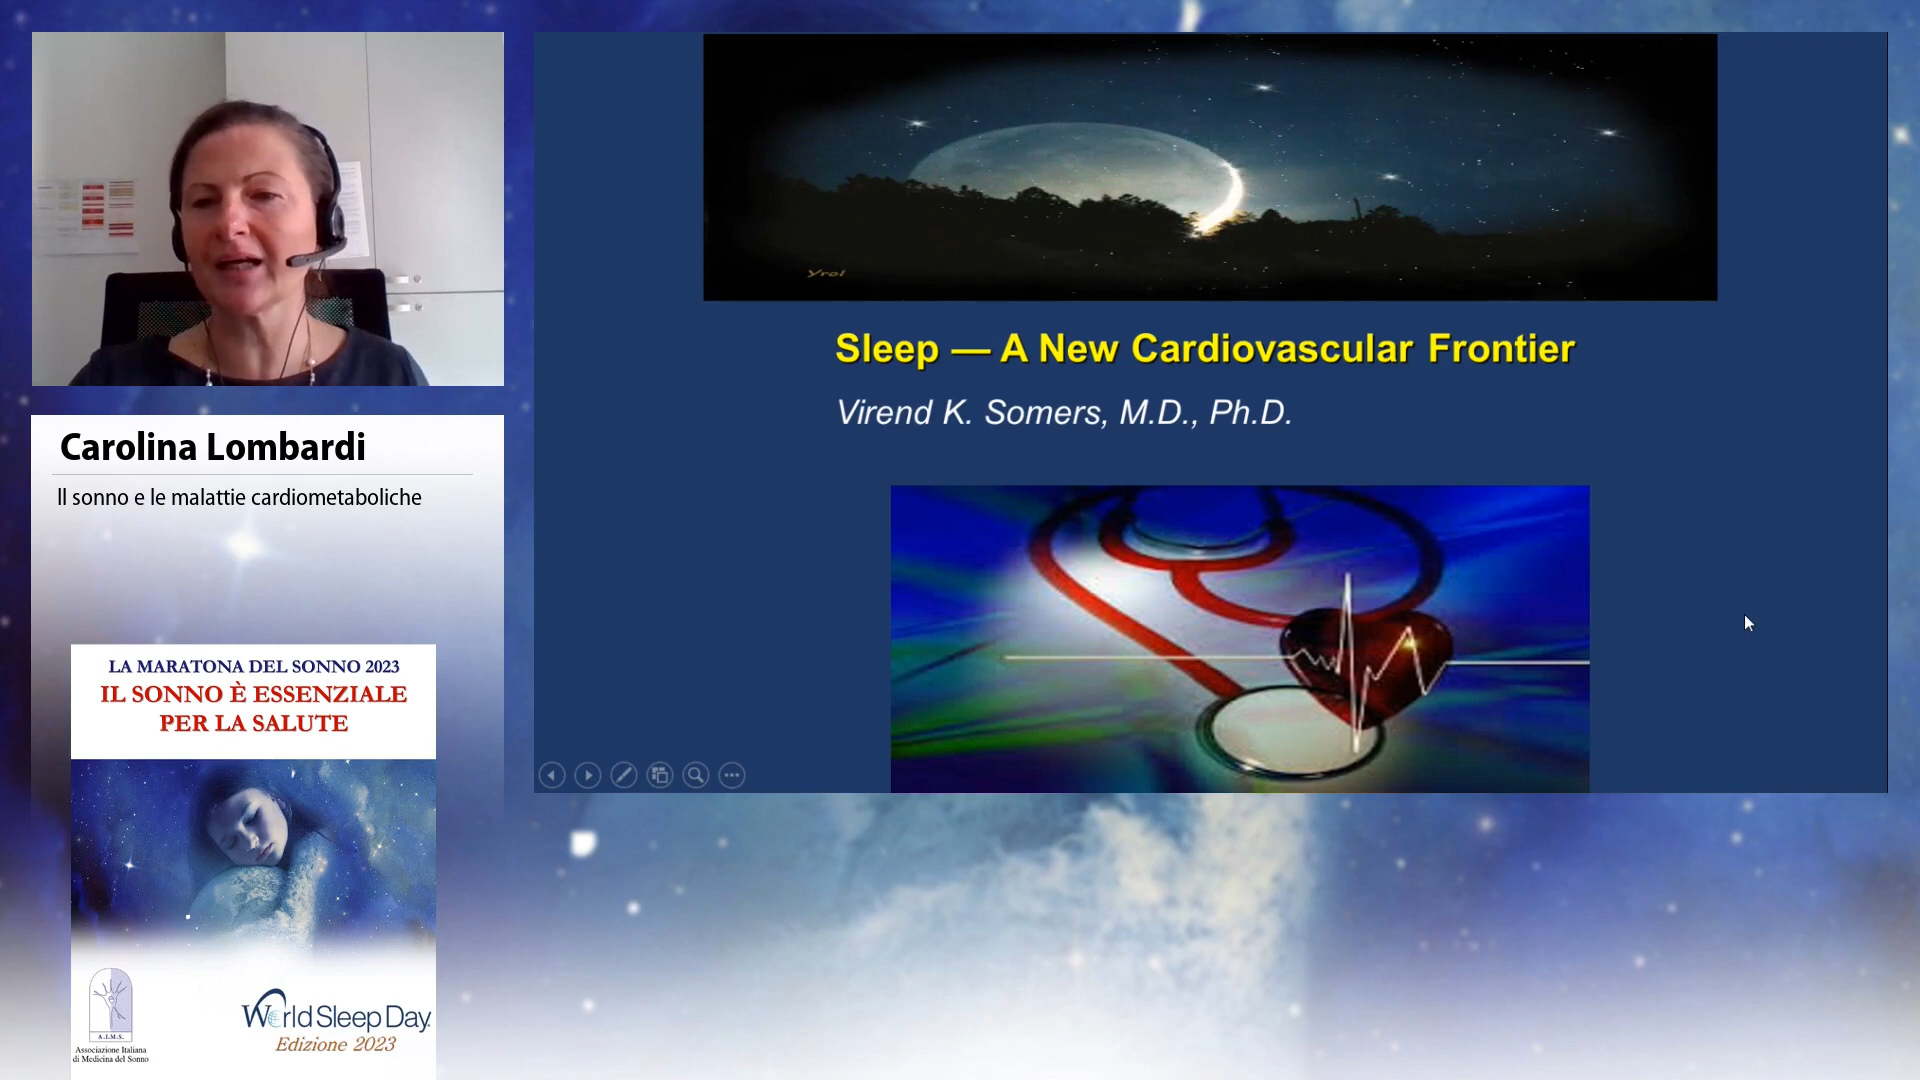 Carolina Lombardi
Il sonno e le malattie cardiometaboliche
LA MARATONA DEL SONNO 2023
IL SONNO È ESSENZIALE
PER LA SALUTE
A.I.M.S.
Associazione Italiana
di Medicina del Sonno
World Sleep Day
Edizione 2023
Yrol
Sleep — A New Cardiovascular Frontier
Virend K. Somers, M.D., Ph.D.